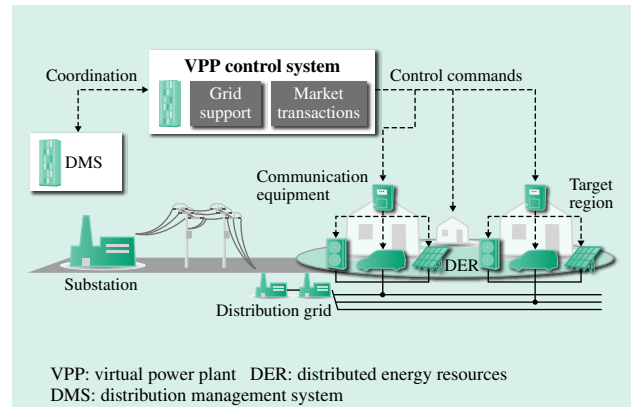 VPP control system
Coordination
Control commands
Grid
support
Market
transactions
DMS
Communication
equipment
Target
region
Substation
DER
Distribution grid
VPP: virtual power plant DER: distributed energy resources
DMS: distribution management system